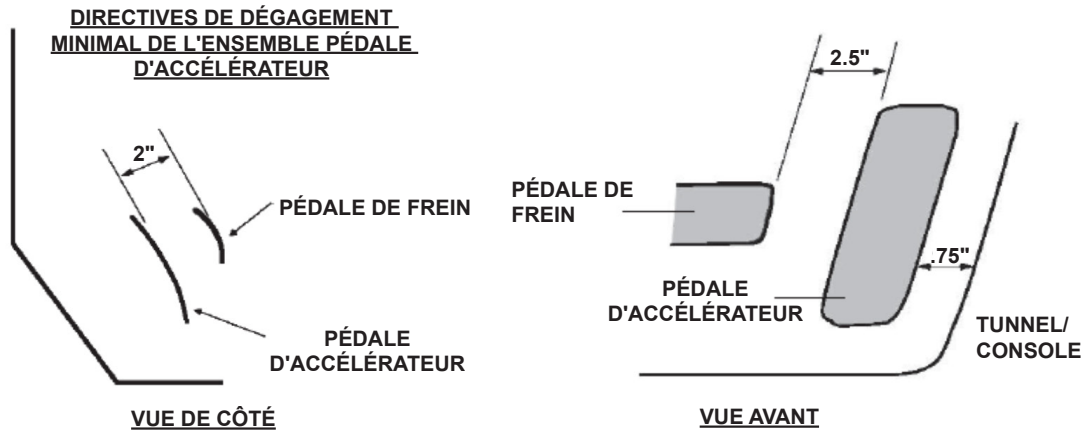 DIRECTIVES DE DÉGAGEMENT
MINIMAL DE L'ENSEMBLE PÉDALE
D'ACCÉLÉRATEUR
2"
PÉDALE DE FREIN
PÉDALE
D'ACCÉLÉRATEUR
VUE DE CÔTÉ
2.5"
PÉDALE DE
FREIN
.75"
PÉDALE
D'ACCÉLÉRATEUR
TUNNEL/
CONSOLE
VUE AVANT